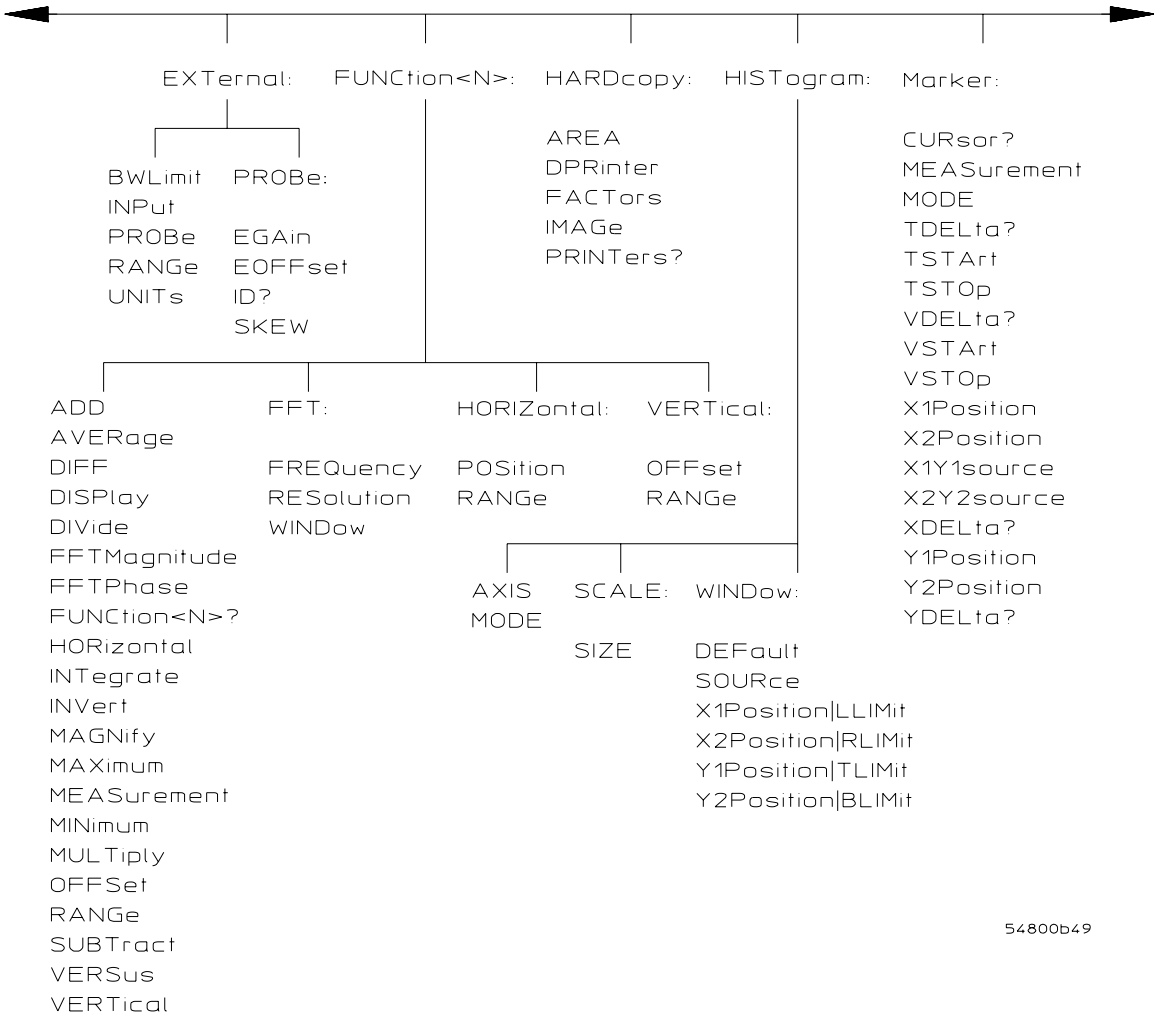 EXTernal:
FUNCtion<N>:
HARDcopy:
HISTogram:
Marker:
BWLimit
INPut
PROBe
RANGe
UNITs
PROBe:
EGAin
EOFFset
ID?
SKEW
AREA
DPRinter
FACTors
IMAGe
PRINTers?
CURsor?
MEASurement
MODE
TDELta?
TSTArt
TSTOp
VDELta?
VSTArt
VSTOp
X1Position
X2Position
X1Y1source
X2Y2source
XDELta?
Y1Position
Y2Position
YDELta?
ADD
AVERage
DIFF
DISPlay
DIVide
FFTMagnitude
FFTPhase
FUNCtion<N>?
HORizontal
INTegrate
INVert
MAGNify
MAXimum
MEASurement
MINimum
MULTiply
OFFSet
RANGe
SUBTract
VERSus
VERTical
FFT:
FREQuency
RESolution
WINDow
HORIZontal:
POSition
RANGe
VERTical:
OFFset
RANGe
AXIS
MODE
SCALE:
SIZE
WINDow:
DEFault
SOURce
X1Position|LLIMit
X2Position|RLIMit
Y1Position|TLIMit
Y2Position|BLIMit
54800b49